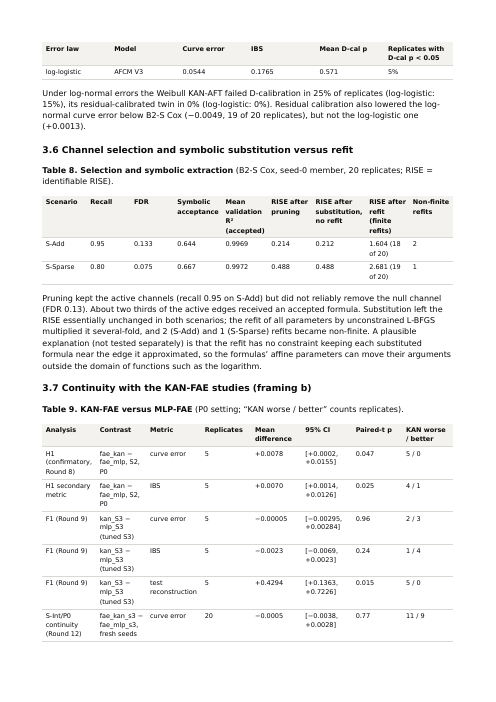 Error law | Model | Curve error | IBS | Mean D-cal p | Replicates with D-cal p < 0.05
log-logistic | AFCM V3 | 0.0544 | 0.1765 | 0.571 | 5%
Under log-normal errors the Weibull KAN-AFT failed D-calibration in 25% of replicates (log-logistic:
15%), its residual-calibrated twin in 0% (log-logistic: 0%). Residual calibration also lowered the log-
normal curve error below B2-S Cox (−0.0049, 19 of 20 replicates), but not the log-logistic one
(+0.0013).
3.6 Channel selection and symbolic substitution versus refit
Table 8. Selection and symbolic extraction (B2-S Cox, seed-0 member, 20 replicates; RISE =
identifiable RISE).
Scenario | Recall | FDR | Symbolic acceptance | Mean validation R² (accepted) | RISE after pruning | RISE after substitution, no refit | RISE after refit (finite refits) | Non-finite refits
S-Add | 0.95 | 0.133 | 0.644 | 0.9969 | 0.214 | 0.212 | 1.604 (18 of 20) | 2
S-Sparse | 0.80 | 0.075 | 0.667 | 0.9972 | 0.488 | 0.488 | 2.681 (19 of 20) | 1
Pruning kept the active channels (recall 0.95 on S-Add) but did not reliably remove the null channel
(FDR 0.13). About two thirds of the active edges received an accepted formula. Substitution left the
RISE essentially unchanged in both scenarios; the refit of all parameters by unconstrained L-BFGS
multiplied it several-fold, and 2 (S-Add) and 1 (S-Sparse) refits became non-finite. A plausible
explanation (not tested separately) is that the refit has no constraint keeping each substituted
formula near the edge it approximated, so the formulas’ affine parameters can move their arguments
outside the domain of functions such as the logarithm.
3.7 Continuity with the KAN-FAE studies (framing b)
Table 9. KAN-FAE versus MLP-FAE (P0 setting; “KAN worse / better” counts replicates).
Analysis | Contrast | Metric | Replicates | Mean difference | 95% CI | Paired-t p | KAN worse / better
H1 (confirmatory, Round 8) | fae_kan − fae_mlp, S2, P0 | curve error | 5 | +0.0078 | [+0.0002, +0.0155] | 0.047 | 5 / 0
H1 secondary metric | fae_kan − fae_mlp, S2, P0 | IBS | 5 | +0.0070 | [+0.0014, +0.0126] | 0.025 | 4 / 1
F1 (Round 9) | kan_S3 − mlp_S3 (tuned S3) | curve error | 5 | −0.00005 | [−0.00295, +0.00284] | 0.96 | 2 / 3
F1 (Round 9) | kan_S3 − mlp_S3 (tuned S3) | IBS | 5 | −0.0023 | [−0.0069, +0.0023] | 0.24 | 1 / 4
F1 (Round 9) | kan_S3 − mlp_S3 (tuned S3) | test reconstruction | 5 | +0.4294 | [+0.1363, +0.7226] | 0.015 | 5 / 0
S-Int/P0 continuity (Round 12) | fae_kan_s3 − fae_mlp_s3, fresh seeds | curve error | 20 | −0.0005 | [−0.0038, +0.0028] | 0.77 | 11 / 9